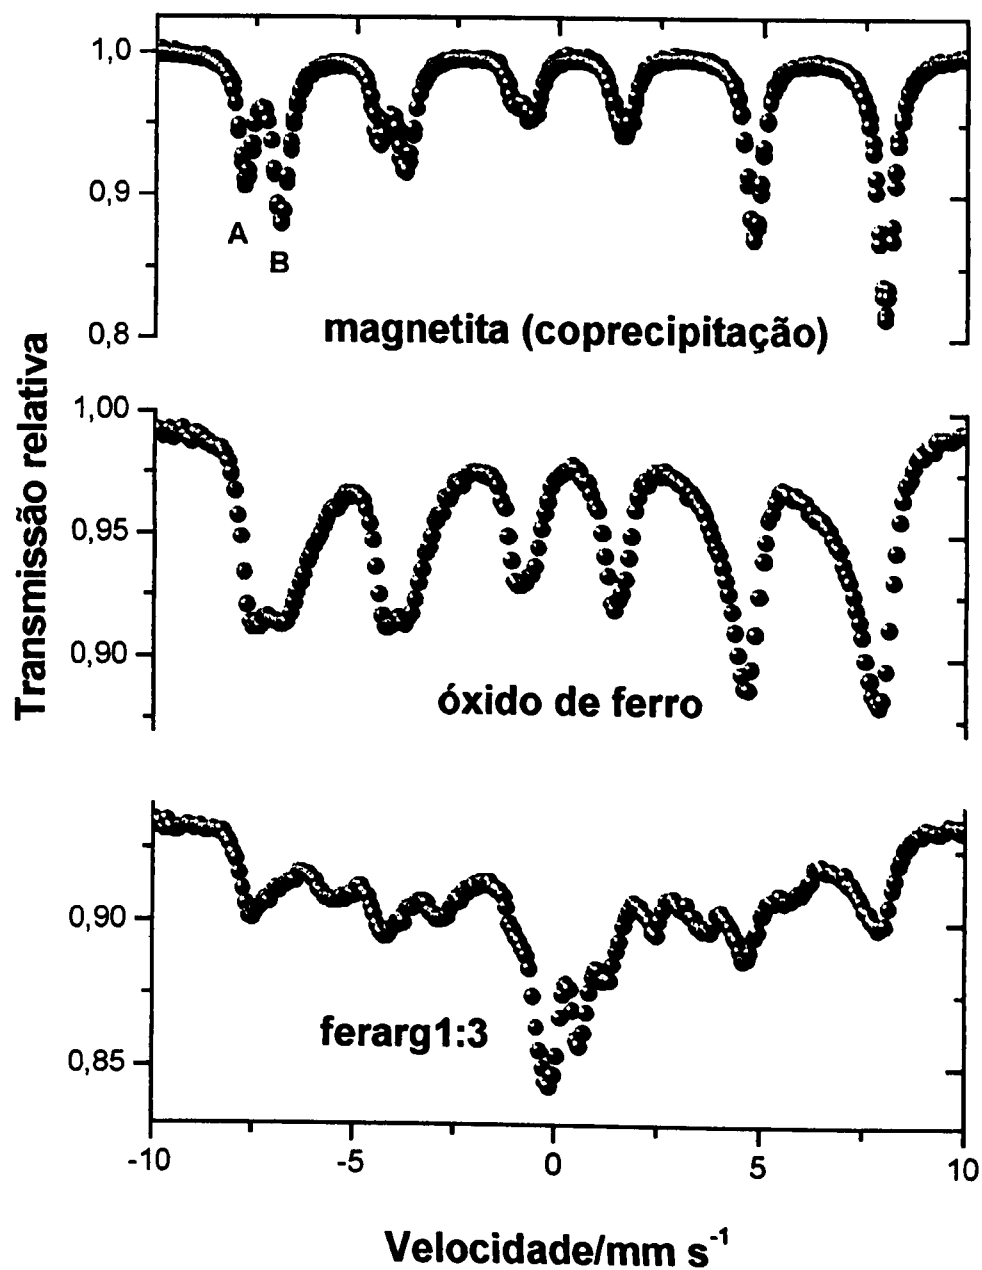 1,0
0,9
A
B
0,8
magnetita (coprecipitação)
Transmissão relativa
1,00
0,95
0,90
óxido de ferro
0,90
ferarg1:3
0,85
-10 -5 0 5 10
Velocidade/mm s⁻¹